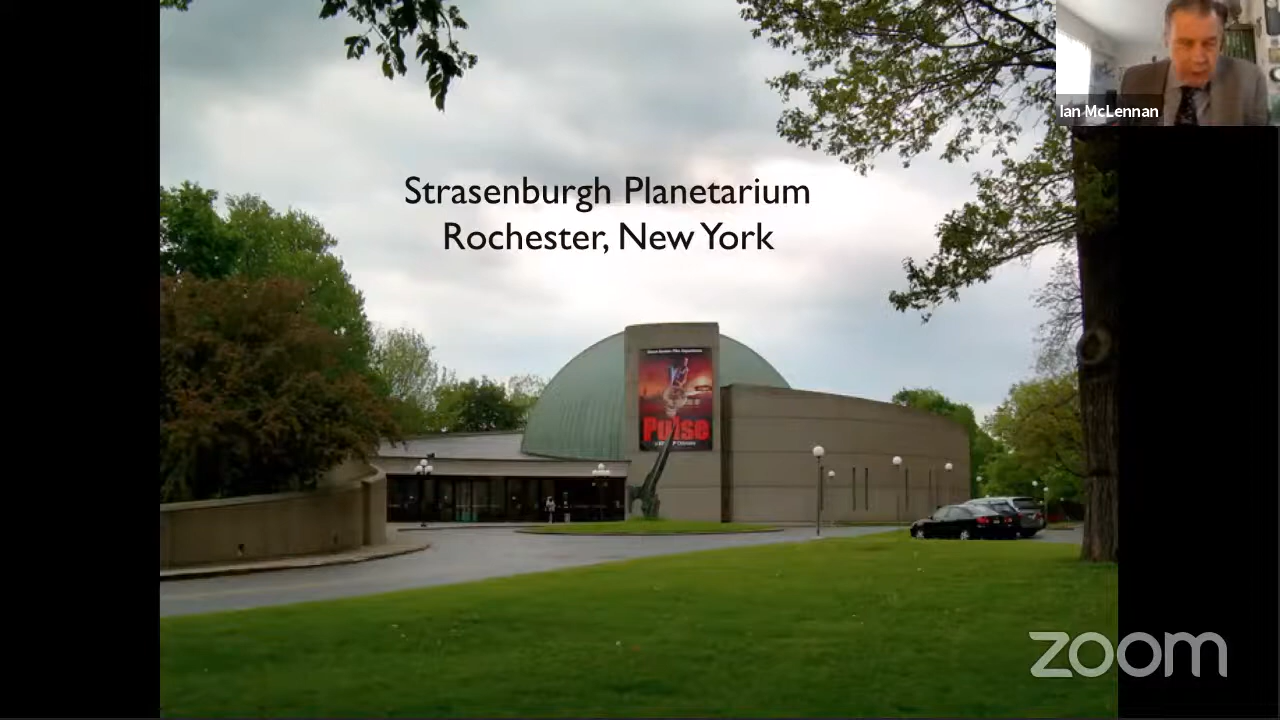 Ian McLennan
Strasenburgh Planetarium
Rochester, New York
Pulse
zoom